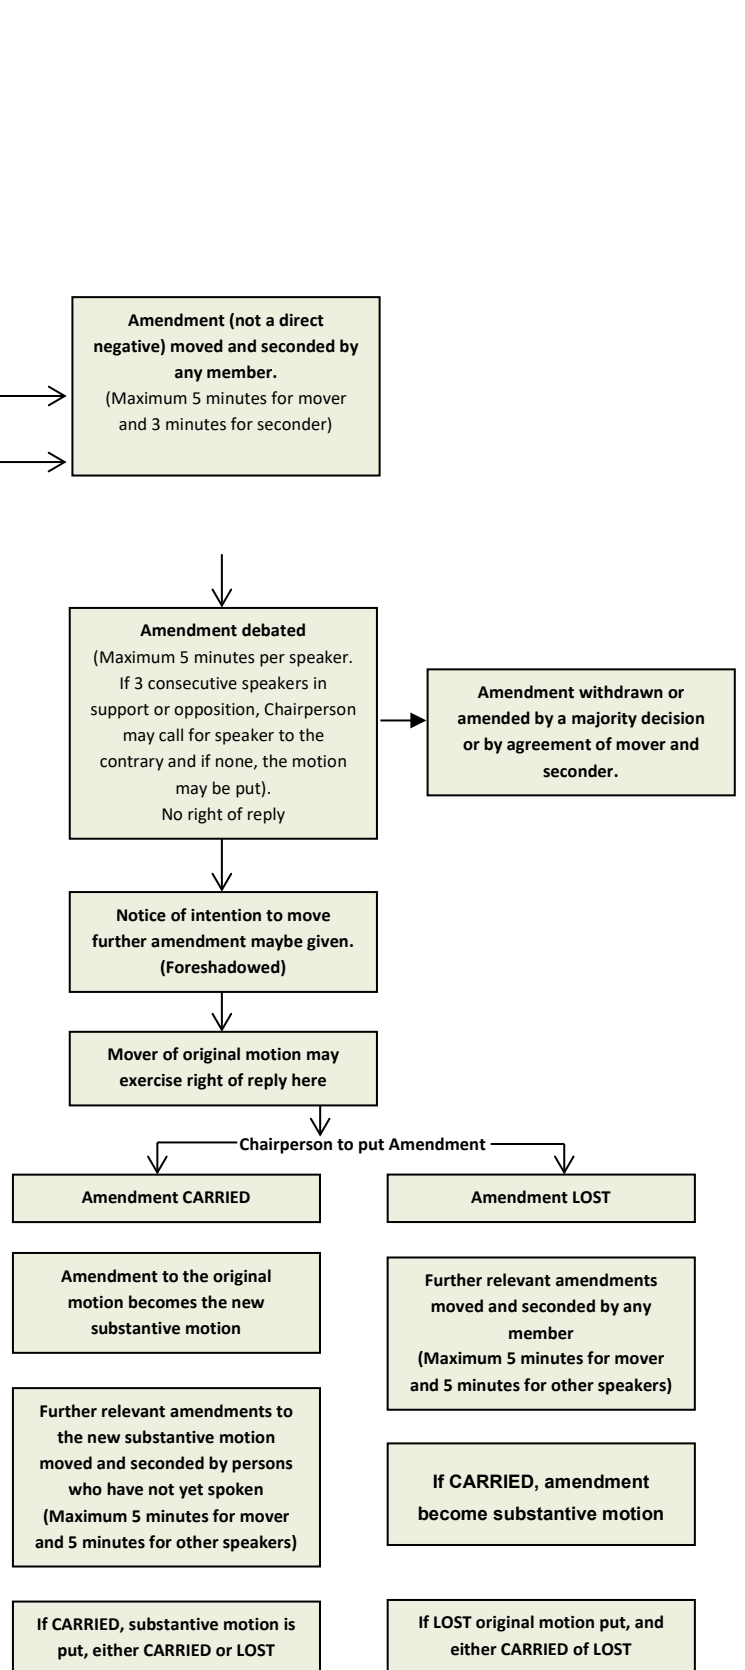 Amendment (not a direct
negative) moved and seconded by
any member.
(Maximum 5 minutes for mover
and 3 minutes for seconder)
Amendment debated
(Maximum 5 minutes per speaker.
If 3 consecutive speakers in
support or opposition, Chairperson
may call for speaker to the
contrary and if none, the motion
may be put).
No right of reply
Amendment withdrawn or
amended by a majority decision
or by agreement of mover and
seconder.
Notice of intention to move
further amendment maybe given.
(Foreshadowed)
Mover of original motion may
exercise right of reply here
Chairperson to put Amendment
Amendment CARRIED
Amendment to the original
motion becomes the new
substantive motion
Further relevant amendments to
the new substantive motion
moved and seconded by persons
who have not yet spoken
(Maximum 5 minutes for mover
and 5 minutes for other speakers)
If CARRIED, substantive motion is
put, either CARRIED or LOST
Amendment LOST
Further relevant amendments
moved and seconded by any
member
(Maximum 5 minutes for mover
and 5 minutes for other speakers)
If CARRIED, amendment
become substantive motion
If LOST original motion put, and
either CARRIED of LOST